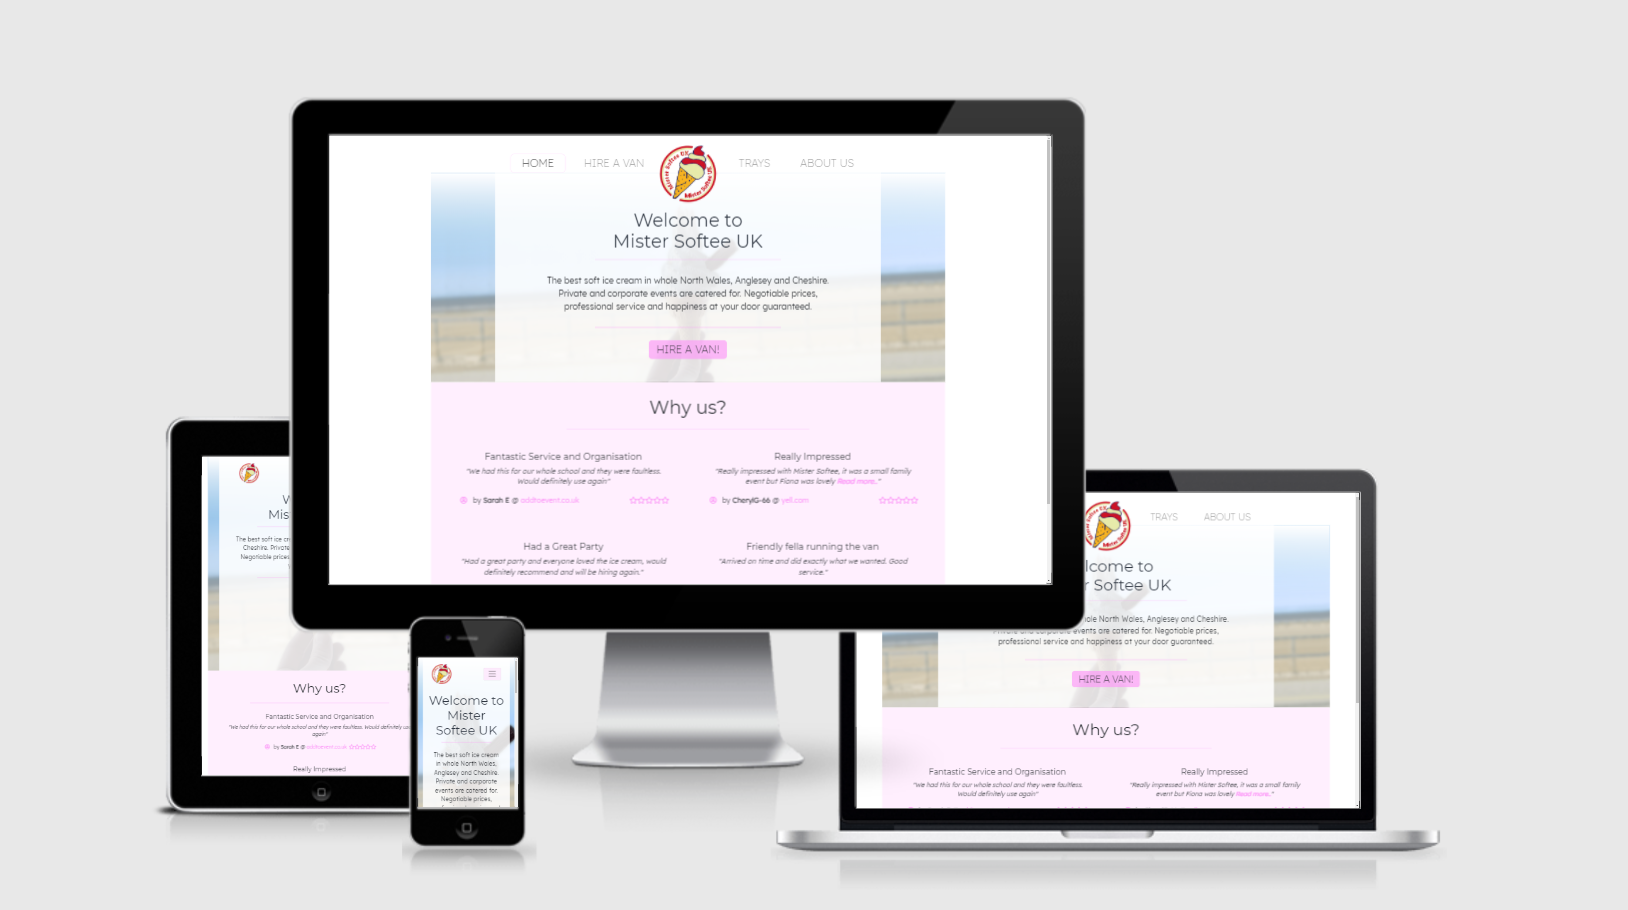 HOME HIRE A VAN TRAYS ABOUT US
Mister Softee UK
Mister Softee UK
Welcome to
Mister Softee UK
The best soft ice cream in whole North Wales, Anglesey and Cheshire.
Private and corporate events are catered for. Negotiable prices,
professional service and happiness at your door guaranteed.
HIRE A VAN!
Why us?
Fantastic Service and Organisation
"We had this for our whole school and they were faultless.
Would definitely use again"
by Sarah E @ addtoevent.co.uk
Really Impressed
"Really impressed with Mister Softee, it was a small family
event but Fiona was lovely Read more.."
by CherylG-66 @ yell.com
Had a Great Party
"Had a great party and everyone loved the ice cream, would
definitely recommend and will be hiring again."
Friendly fella running the van
"Arrived on time and did exactly what we wanted. Good
service."
W
Mis
The best soft ice cream
Cheshire. Private
Negotiable prices
Why us?
Fantastic Service and Organisation
"We had this for our whole school and they were faultless. Would definitely us
again"
by Sarah E @ addtoevent.co.uk
Really Impressed
Welcome to
Mister
Softee UK
The best soft ice cream
in whole North Wales,
Anglesey and Cheshire.
Private and corporate
events are catered for.
Negotiable prices,
TRAYS ABOUT US
lcome to
r Softee UK
ole North Wales, Anglesey and Cheshire.
Private and corporate events are catered for. Negotiable prices,
professional service and happiness at your door guaranteed.
HIRE A VAN!
Why us?
Fantastic Service and Organisation
"We had this for our whole school and they were faultless.
Would definitely use again"
Really Impressed
"Really impressed with Mister Softee, it was a small family
event but Fiona was lovely Read more.."